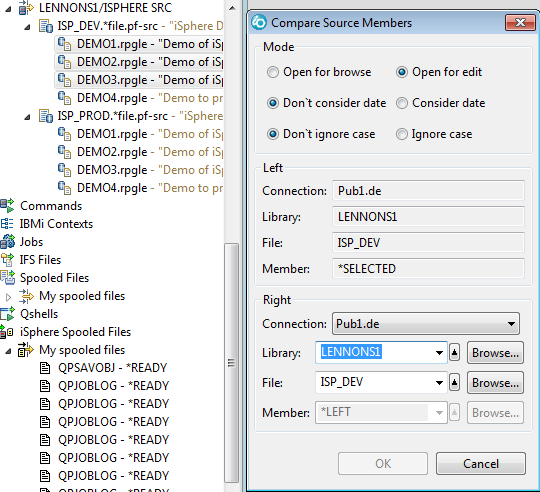 LENNONS1/ISPHERE SRC
ISP_DEV.*file.pf-src - "iSphere D
DEMO1.rpgle - "Demo of iSp
DEMO2.rpgle - "Demo of iSp
DEMO3.rpgle - "Demo of iSp
DEMO4.rpgle - "Demo to pr
ISP_PROD.*file.pf-src - "iSphere
DEMO1.rpgle - "Demo of iSp
DEMO2.rpgle - "Demo of iSp
DEMO3.rpgle - "Demo of iSp
DEMO4.rpgle - "Demo to pr
Commands
IBMi Contexts
Jobs
IFS Files
Spooled Files
My spooled files
Qshells
iSphere Spooled Files
My spooled files
QPSAVOBJ - *READY
QPJOBLOG - *READY
QPJOBLOG - *READY
QPJOBLOG - *READY
QPJOBLOG - *READY
QPJOBLOG - *READY
QPJOBLOG - *READY
QPJOBLOG - *READY
Compare Source Members
Mode
Open for browse Open for edit
Don`t consider date Consider date
Don`t ignore case Ignore case
Left
Connection: Pub1.de
Library: LENNONS1
File: ISP_DEV
Member: *SELECTED
Right
Connection: Pub1.de
Library: LENNONS1 Browse...
File: ISP_DEV Browse...
Member: *LEFT Browse...
OK Cancel